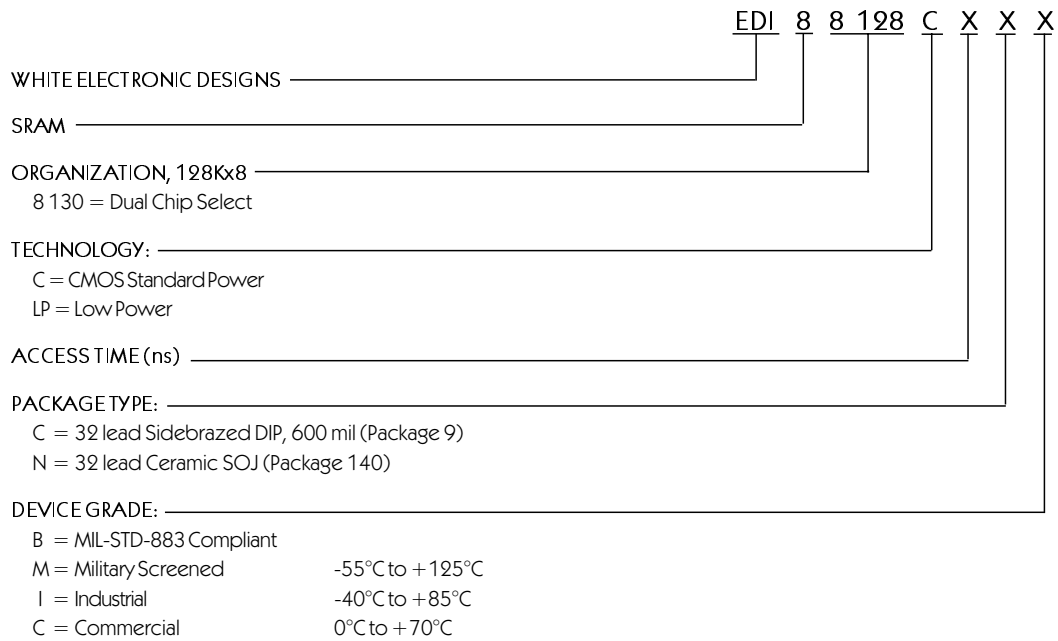 EDI 8 8 128 C X X X
WHITE ELECTRONIC DESIGNS
SRAM
ORGANIZATION, 128Kx8
8 130 = Dual Chip Select
TECHNOLOGY:
C = CMOS Standard Power
LP = Low Power
ACCESS TIME (ns)
PACKAGE TYPE:
C = 32 lead Sidebrazed DIP, 600 mil (Package 9)
N = 32 lead Ceramic SOJ (Package 140)
DEVICE GRADE:
B = MIL-STD-883 Compliant
M = Military Screened -55°C to +125°C
I = Industrial -40°C to +85°C
C = Commercial 0°C to +70°C